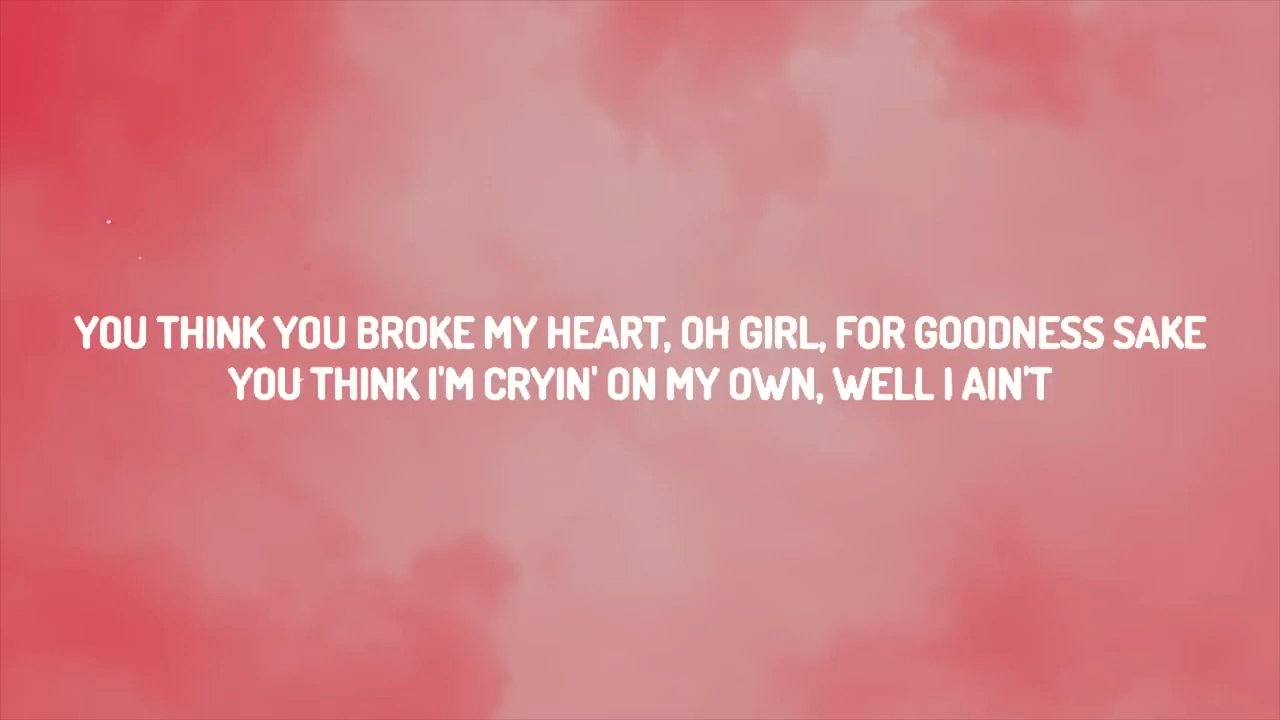 YOU THINK YOU BROKE MY HEART, OH GIRL, FOR GOODNESS SAKE
YOU THINK I'M CRYIN' ON MY OWN, WELL I AIN'T